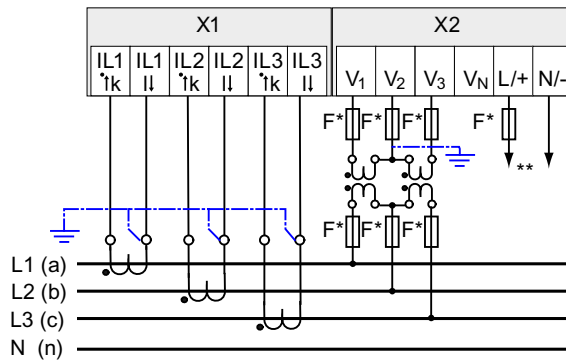 X1 X2
IL1 IL1 IL2 IL2 IL3 IL3
↑k l↓ ↑k l↓ ↑k l↓
V1 V2 V3 VN L/+ N/-
F* F* F* F*
**
F* F* F*
L1 (a)
L2 (b)
L3 (c)
N (n)